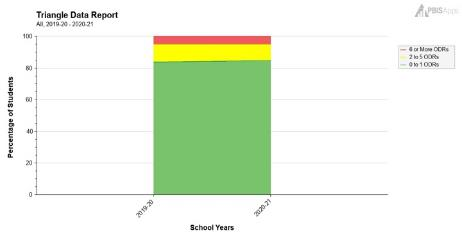 Triangle Data Report
All, 2019-20 - 2020-21
PBISApps
100
80
60
40
20
0
Percentage of Students
2019-20
2020-21
School Years
6 or More ODRs
2 to 5 ODRs
0 to 1 ODRs